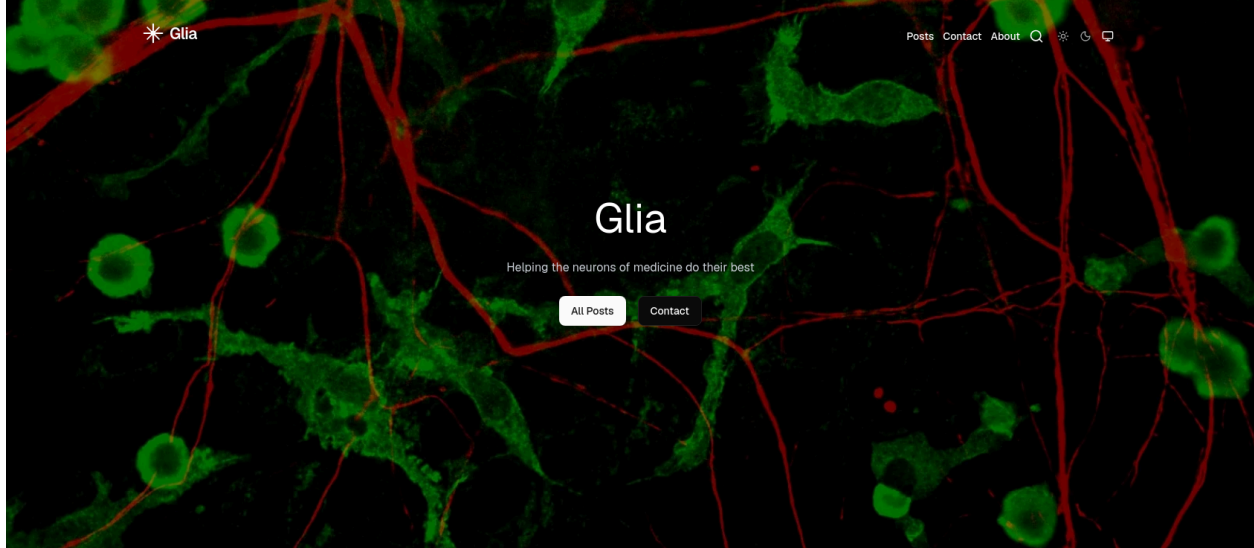 Glia
Posts Contact About
Glia
Helping the neurons of medicine do their best
All Posts Contact